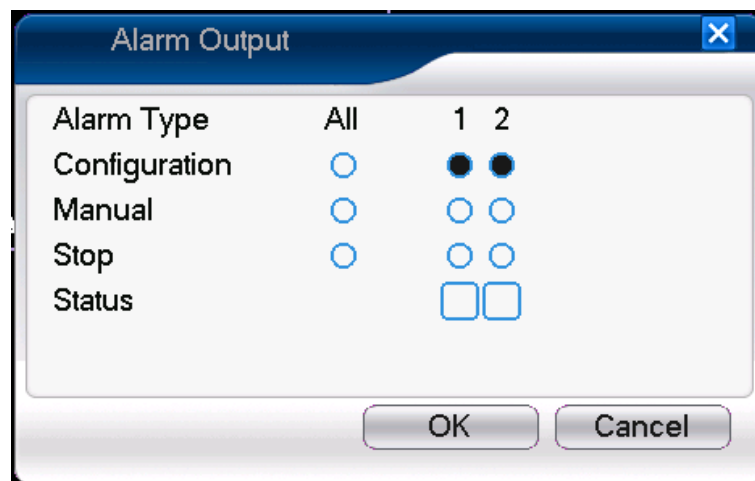 Alarm Output
Alarm Type All 1 2
Configuration
Manual
Stop
Status
OK Cancel